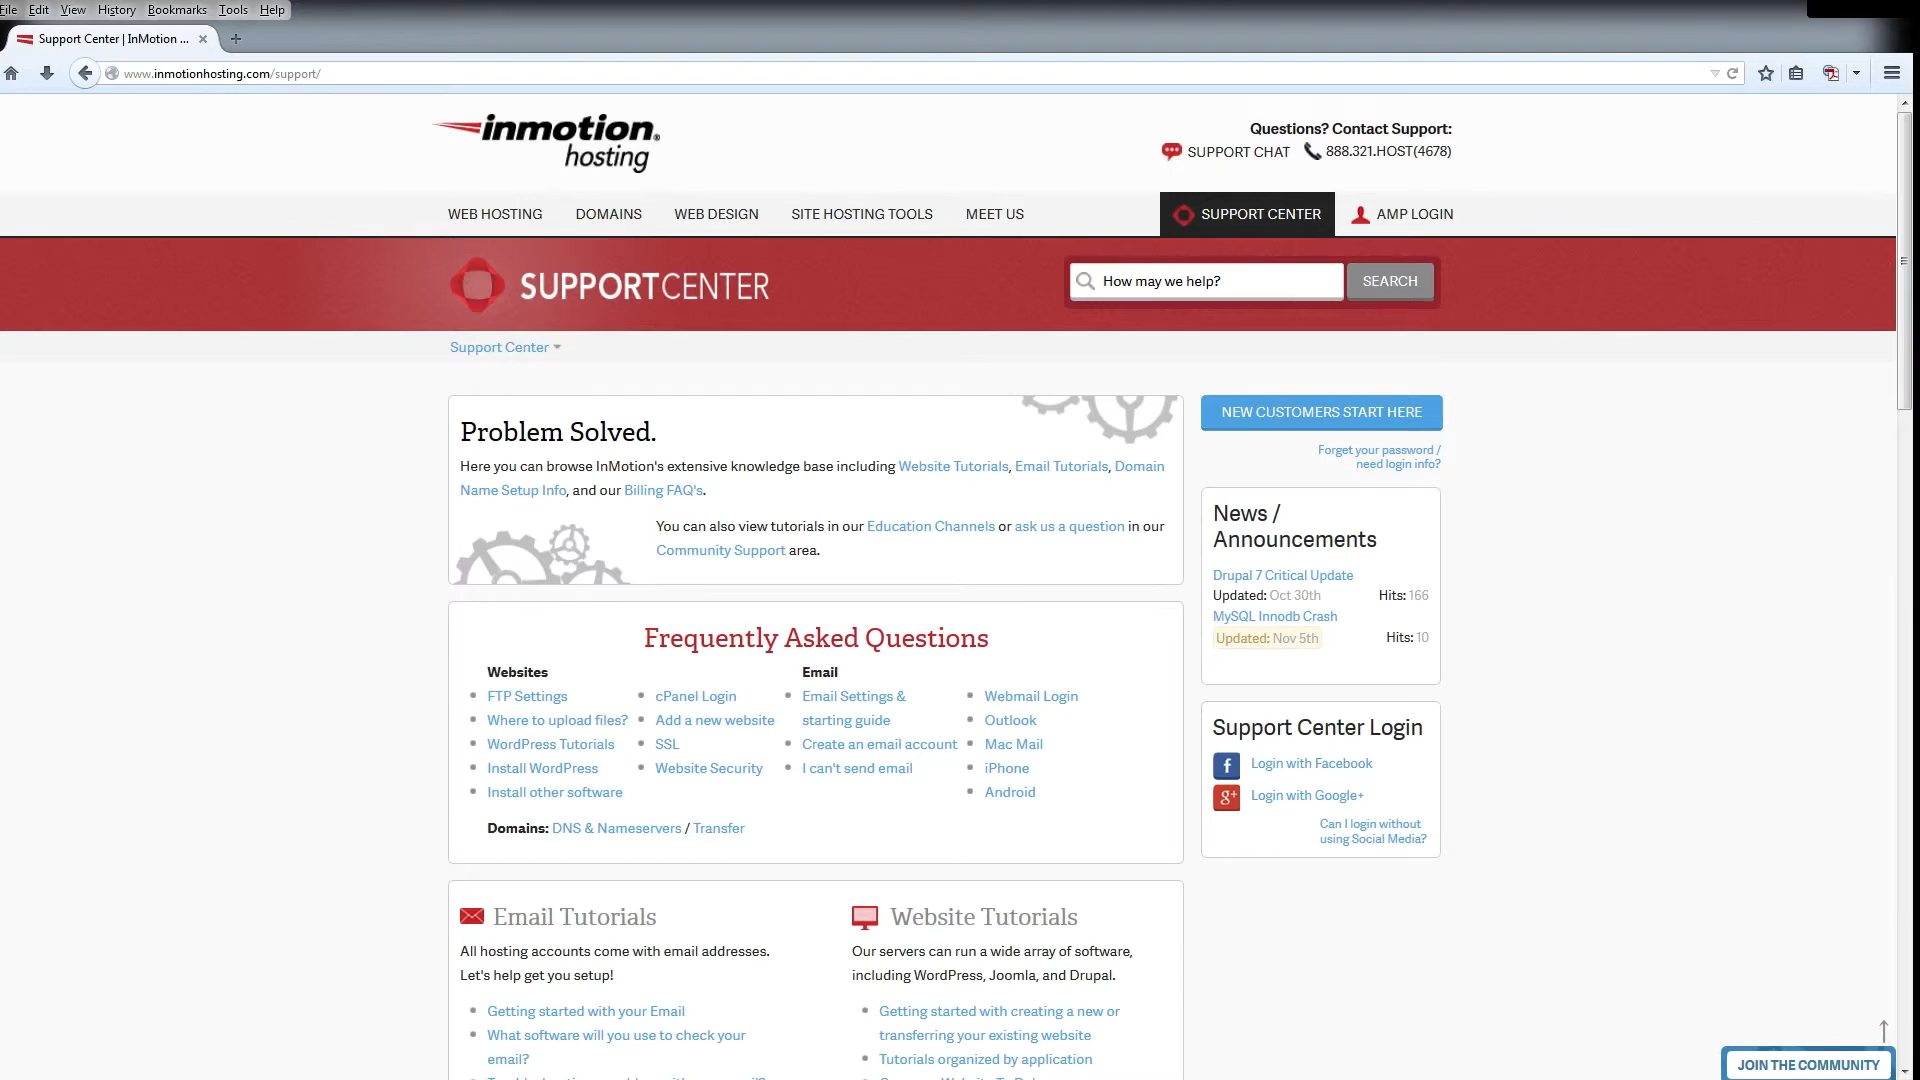 File Edit View History Bookmarks Tools Help
Support Center | InMotion ...
www.inmotionhosting.com/support/
inmotion
hosting
Questions? Contact Support:
SUPPORT CHAT 888.321.HOST(4678)
WEB HOSTING DOMAINS WEB DESIGN SITE HOSTING TOOLS MEET US SUPPORT CENTER AMP LOGIN
SUPPORTCENTER
How may we help? SEARCH
Support Center
Problem Solved.
Here you can browse InMotion's extensive knowledge base including Website Tutorials, Email Tutorials, Domain
Name Setup Info, and our Billing FAQ's.
You can also view tutorials in our Education Channels or ask us a question in our
Community Support area.
NEW CUSTOMERS START HERE
Forget your password /
need login info?
News /
Announcements
Drupal 7 Critical Update
Updated: Oct 30th Hits: 166
MySQL Innodb Crash
Updated: Nov 5th Hits: 10
Frequently Asked Questions
Websites Email
FTP Settings cPanel Login Email Settings & Webmail Login
Where to upload files? Add a new website starting guide Outlook
WordPress Tutorials SSL Create an email account Mac Mail
Install WordPress Website Security I can't send email iPhone
Install other software Android
Domains: DNS & Nameservers / Transfer
Support Center Login
f Login with Facebook
g+ Login with Google+
Can I login without
using Social Media?
Email Tutorials
All hosting accounts come with email addresses.
Let's help get you setup!
Getting started with your Email
What software will you use to check your
email?
Website Tutorials
Our servers can run a wide array of software,
including WordPress, Joomla, and Drupal.
Getting started with creating a new or
transferring your existing website
Tutorials organized by application
JOIN THE COMMUNITY